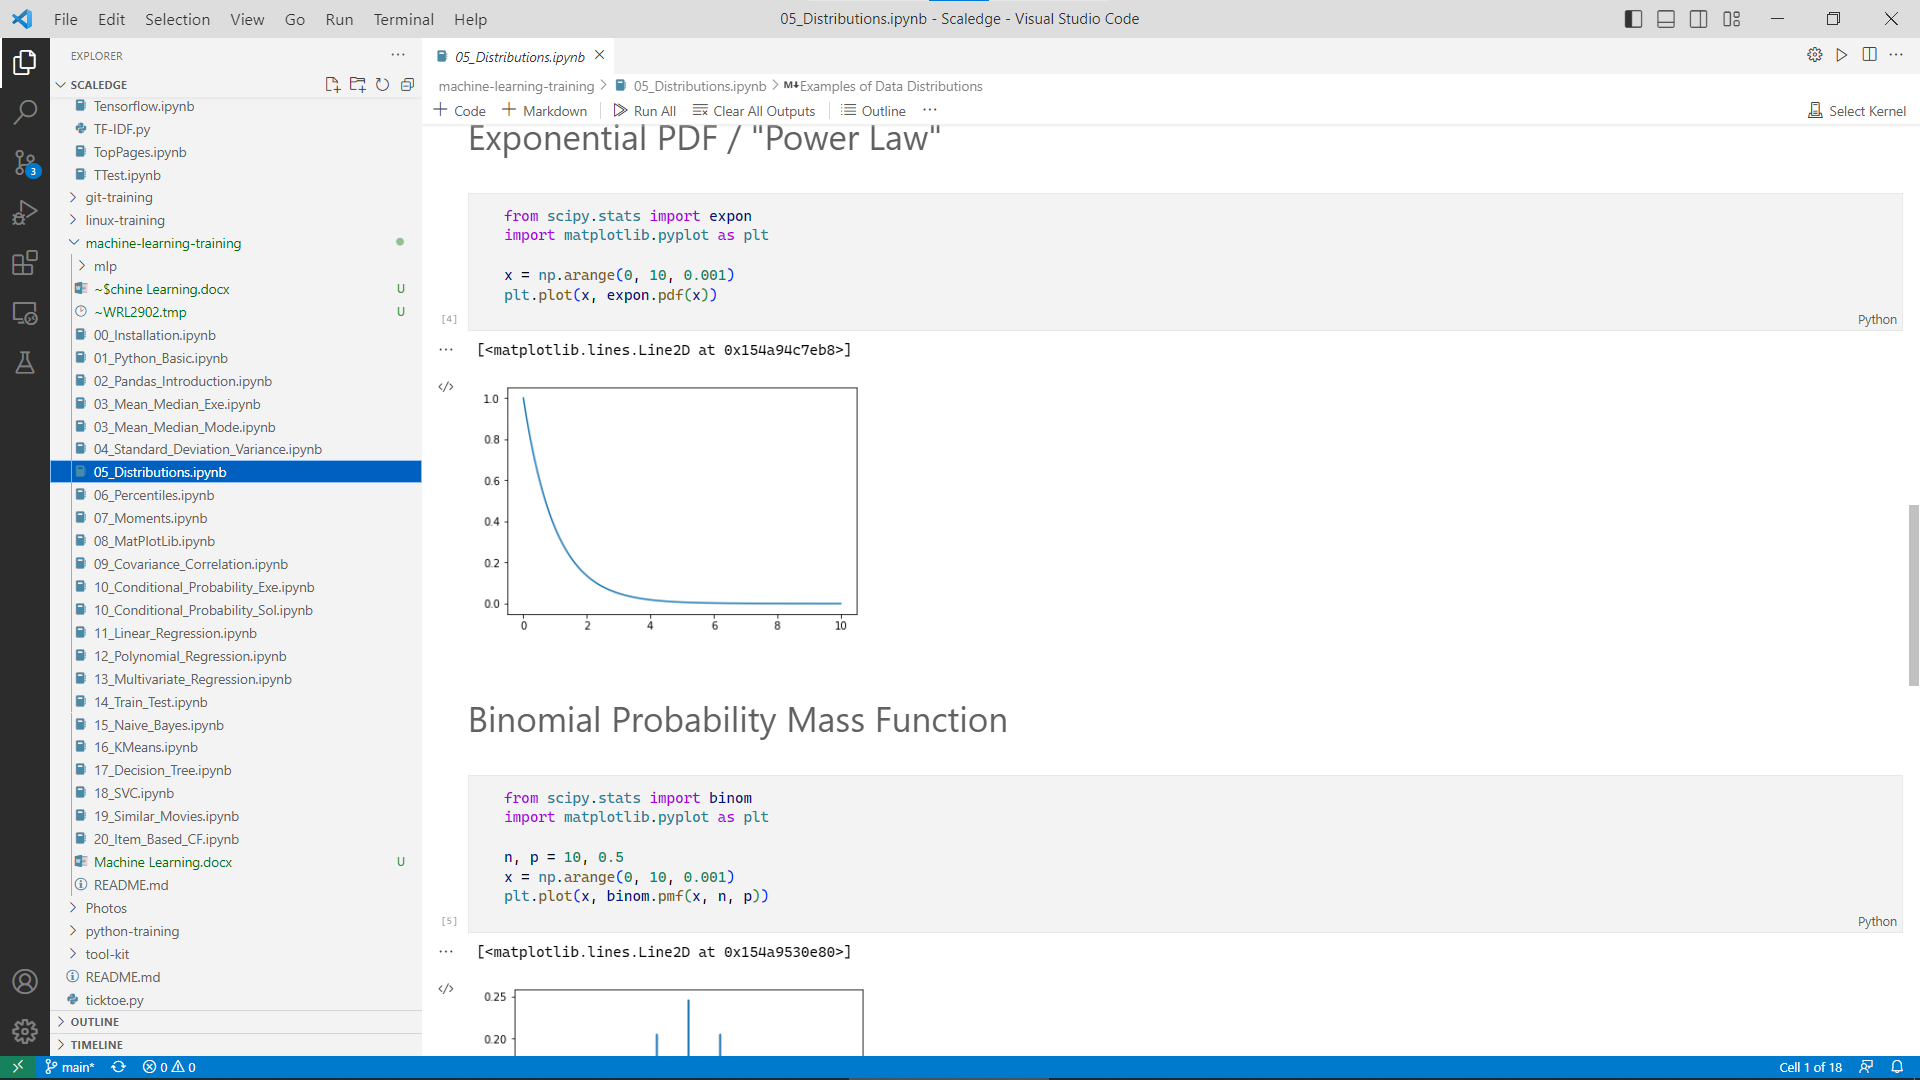 File Edit Selection View Go Run Terminal Help
05_Distributions.ipynb - Scaledge - Visual Studio Code
EXPLORER
SCALEDGE
Tensorflow.ipynb
TF-IDF.py
TopPages.ipynb
TTest.ipynb
git-training
linux-training
machine-learning-training
mlp
~$chine Learning.docx U
~WRL2902.tmp U
00_Installation.ipynb
01_Python_Basic.ipynb
02_Pandas_Introduction.ipynb
03_Mean_Median_Exe.ipynb
03_Mean_Median_Mode.ipynb
04_Standard_Deviation_Variance.ipynb
05_Distributions.ipynb
06_Percentiles.ipynb
07_Moments.ipynb
08_MatPlotLib.ipynb
09_Covariance_Correlation.ipynb
10_Conditional_Probability_Exe.ipynb
10_Conditional_Probability_Sol.ipynb
11_Linear_Regression.ipynb
12_Polynomial_Regression.ipynb
13_Multivariate_Regression.ipynb
14_Train_Test.ipynb
15_Naive_Bayes.ipynb
16_KMeans.ipynb
17_Decision_Tree.ipynb
18_SVC.ipynb
19_Similar_Movies.ipynb
20_Item_Based_CF.ipynb
Machine Learning.docx U
README.md
Photos
python-training
tool-kit
README.md
ticktoe.py
OUTLINE
TIMELINE
3
05_Distributions.ipynb
machine-learning-training > 05_Distributions.ipynb > M↓Examples of Data Distributions
+ Code + Markdown Run All Clear All Outputs Outline ...
Select Kernel
Exponential PDF / "Power Law"
from scipy.stats import expon
import matplotlib.pyplot as plt
x = np.arange(0, 10, 0.001)
plt.plot(x, expon.pdf(x))
[4]
Python
[<matplotlib.lines.Line2D at 0x154a94c7eb8>]
1.0
0.8
0.6
0.4
0.2
0.0
0 2 4 6 8 10
Binomial Probability Mass Function
from scipy.stats import binom
import matplotlib.pyplot as plt
n, p = 10, 0.5
x = np.arange(0, 10, 0.001)
plt.plot(x, binom.pmf(x, n, p))
[5]
Python
[<matplotlib.lines.Line2D at 0x154a9530e80>]
0.25
0.20
main* 0 0
Cell 1 of 18